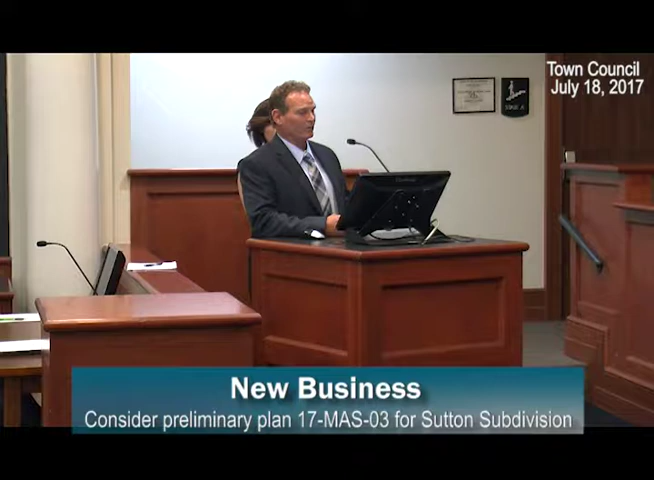 Town Council
July 18, 2017
New Business
Consider preliminary plan 17-MAS-03 for Sutton Subdivision